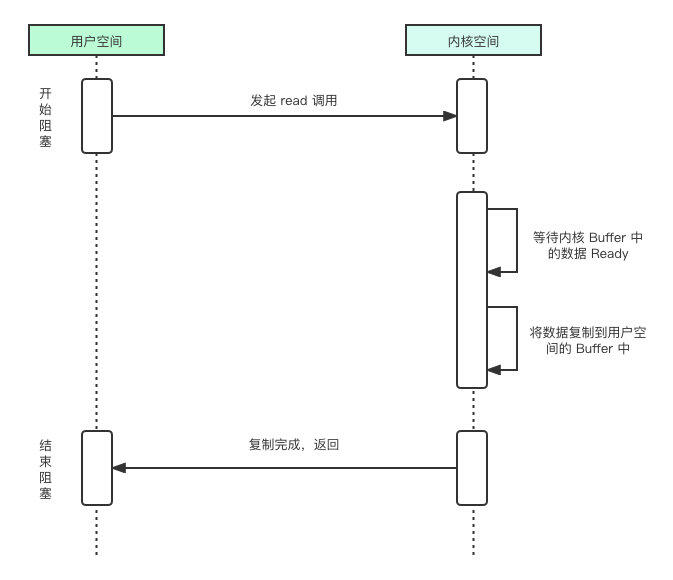 用户空间
内核空间
开始阻塞
发起 read 调用
等待内核 Buffer 中
的数据 Ready
将数据复制到用户空
间的 Buffer 中
结束阻塞
复制完成，返回